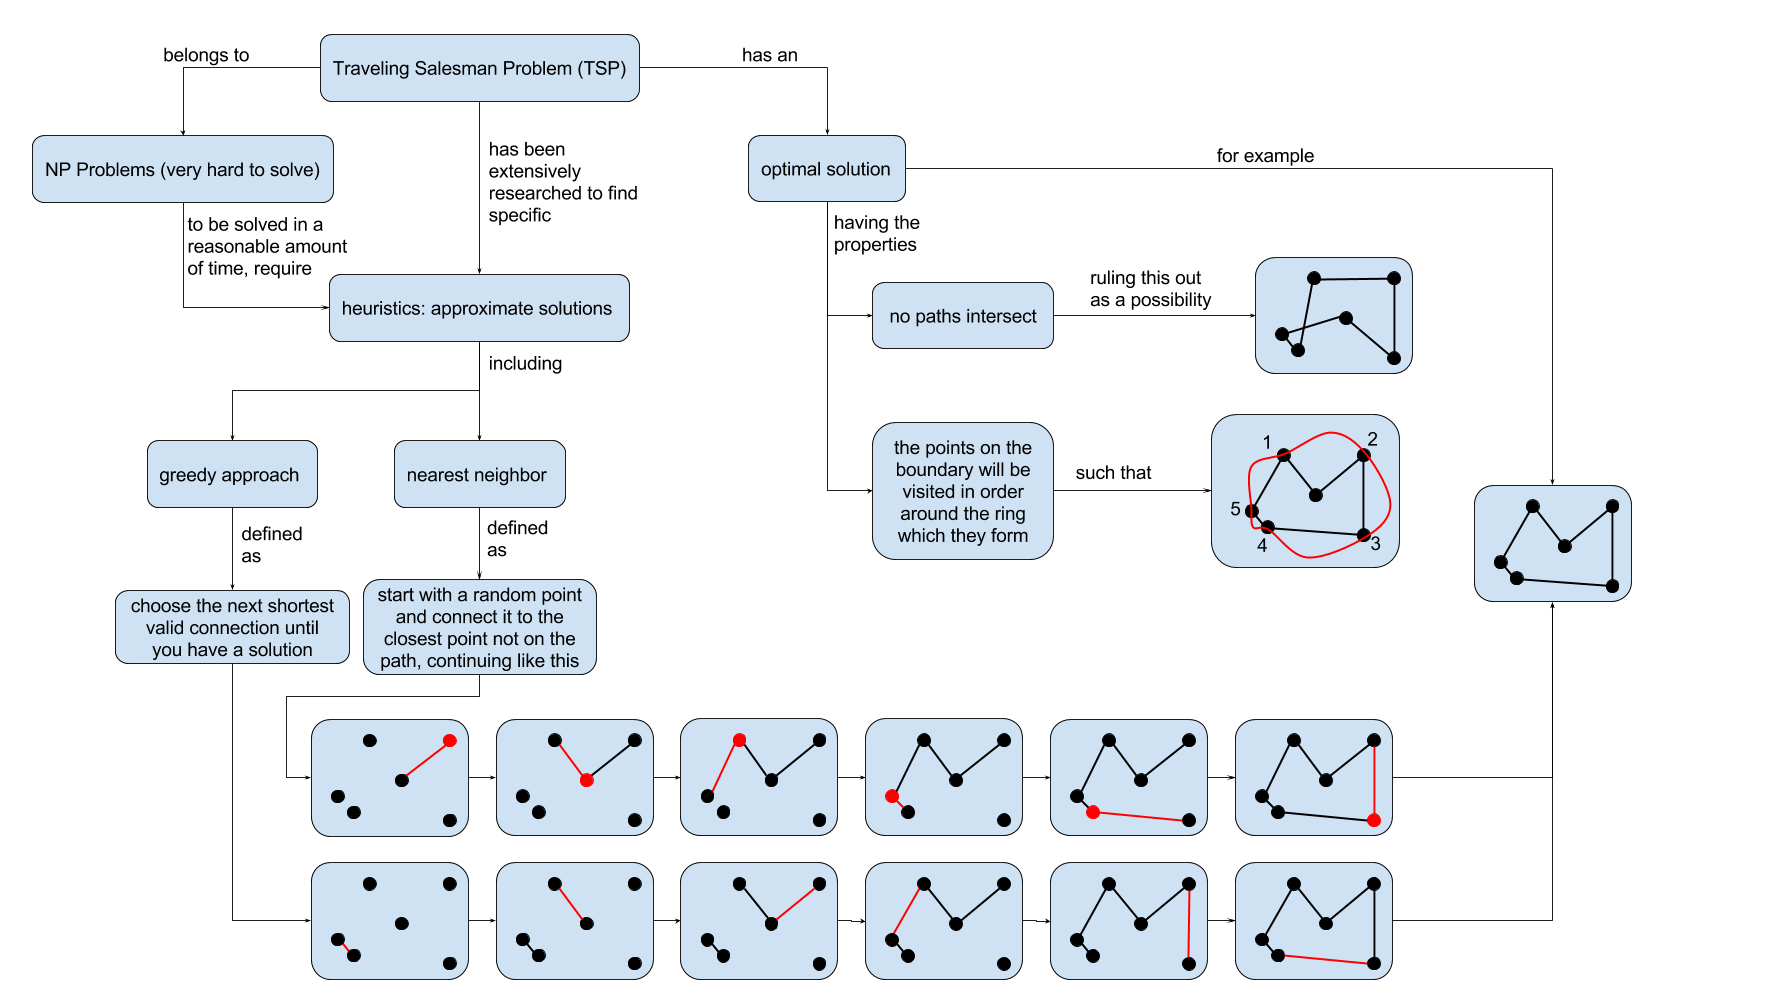 belongs to
Traveling Salesman Problem (TSP)
has an
NP Problems (very hard to solve)
has been
extensively
researched to find
specific
optimal solution
for example
to be solved in a
reasonable amount
of time, require
having the
properties
heuristics: approximate solutions
no paths intersect
ruling this out
as a possibility
including
greedy approach
nearest neighbor
the points on the
boundary will be
visited in order
around the ring
which they form
such that
1
2
5
4
3
defined
as
defined
as
choose the next shortest
valid connection until
you have a solution
start with a random point
and connect it to the
closest point not on the
path, continuing like this